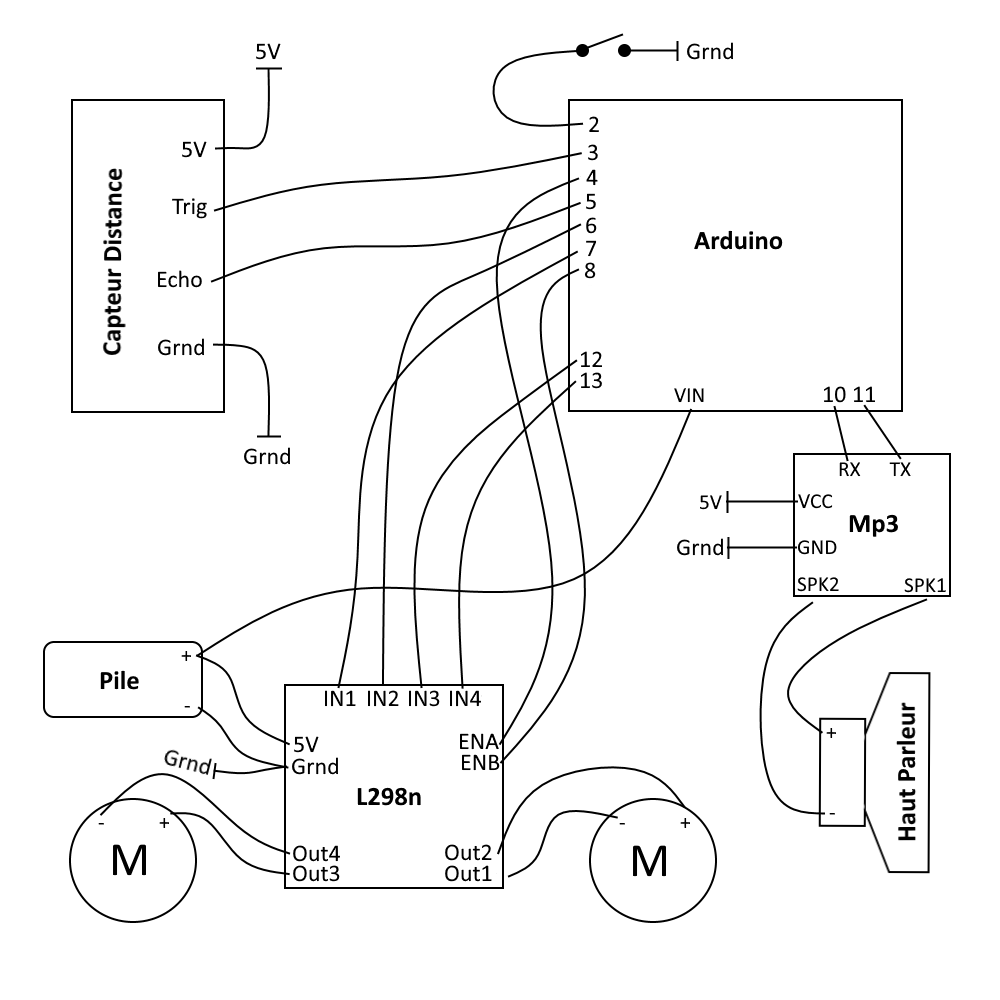 5V
Grnd
Capteur Distance
5V
Trig
Echo
Grnd
Grnd
Arduino
2
3
4
5
6
7
8
12
13
VIN
10 11
RX TX
5V
VCC
Mp3
Grnd
GND
SPK2 SPK1
Pile
+
-
IN1 IN2 IN3 IN4
5V
Grnd
Grnd
ENA
ENB
L298n
Out4
Out3
Out2
Out1
- +
M
- +
M
+
-
Haut Parleur